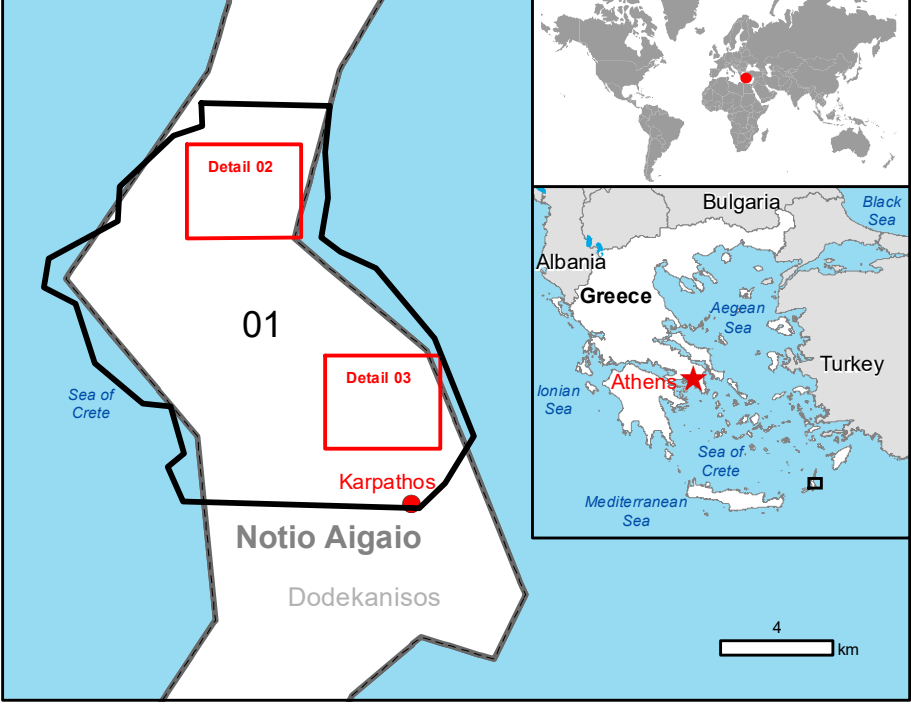 Detail 02
01
Detail 03
Sea of
Crete
Karpathos
Notio Aigaio
Dodekanisos
Bulgaria
Black
Sea
Albania
Greece
Aegean
Sea
Turkey
Athens
Ionian
Sea
Sea of
Crete
Mediterranean
Sea
4
km